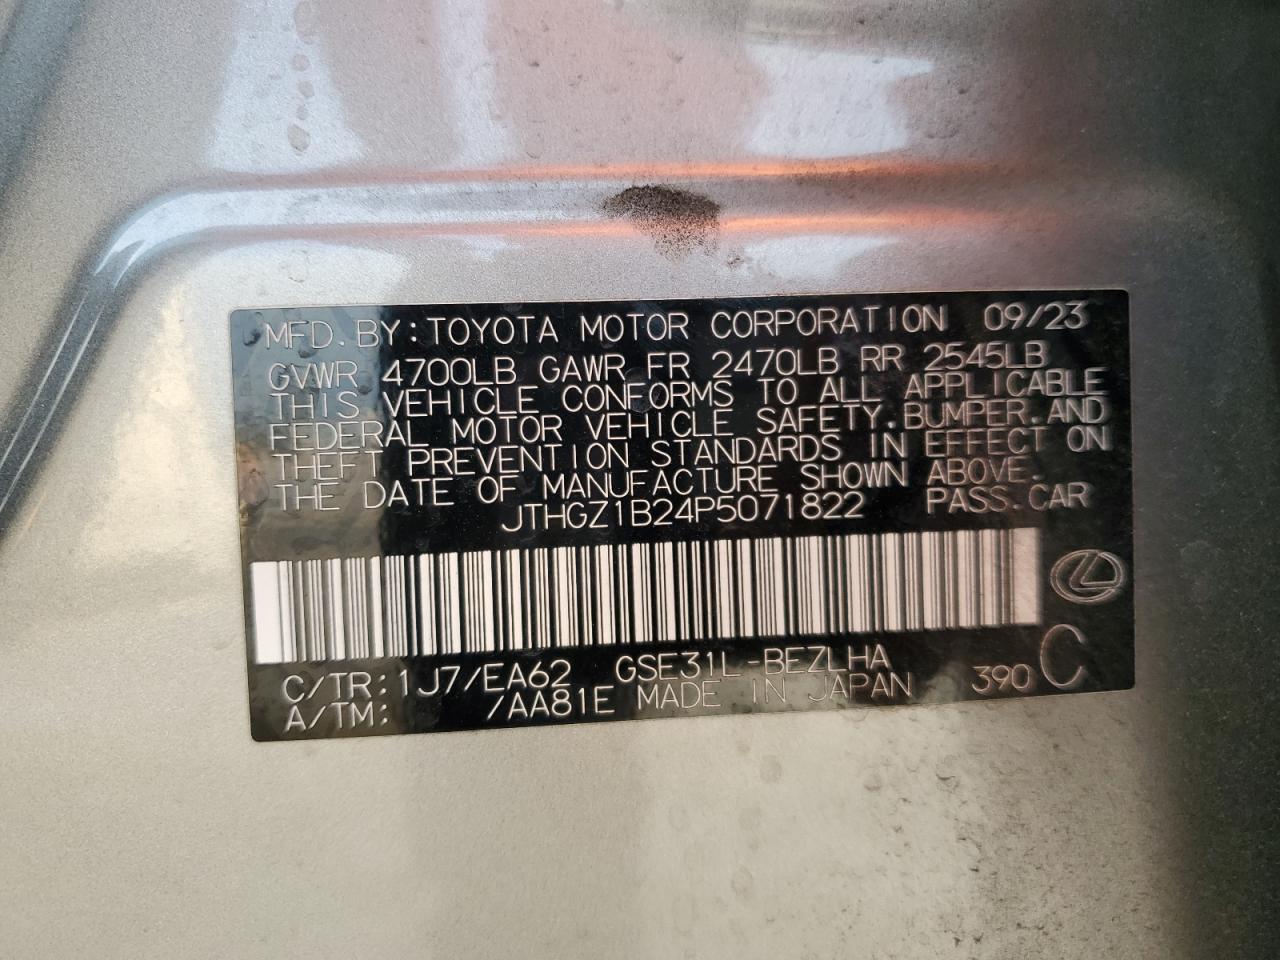 MFD. BY: TOYOTA MOTOR CORPORATION 09/23
GVWR 4700LB GAWR FR 2470LB RR 2545LB
THIS VEHICLE CONFORMS TO ALL APPLICABLE
FEDERAL MOTOR VEHICLE SAFETY, BUMPER, AND
THEFT PREVENTION STANDARDS IN EFFECT ON
THE DATE OF MANUFACTURE SHOWN ABOVE.
JTHGZ1B24P5071822 PASS. CAR
C/TR: 1J7/EA62 GSE31L-BEZLHA
A/TM: /AA81E MADE IN JAPAN 390 C